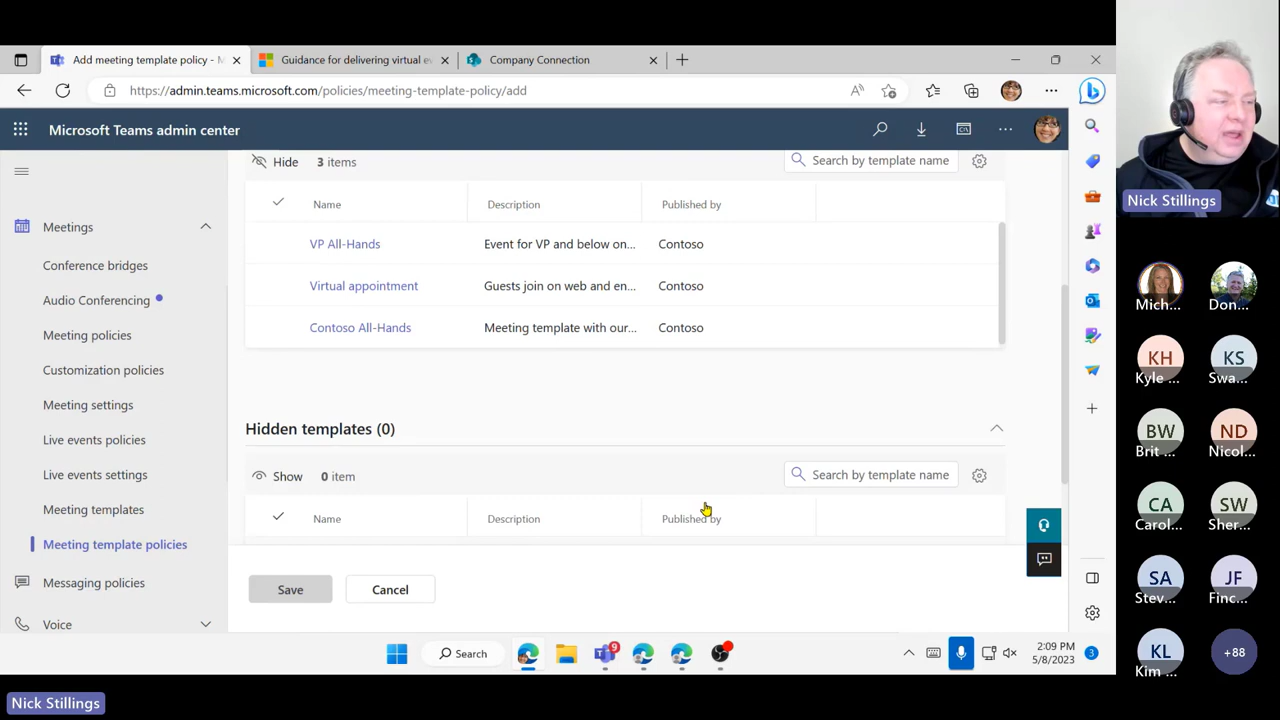 Add meeting template policy - M
Guidance for delivering virtual ev
Company Connection
https://admin.teams.microsoft.com/policies/meeting-template-policy/add
Microsoft Teams admin center
Hide 3 items
Search by template name
Name Description Published by
VP All-Hands Event for VP and below on... Contoso
Virtual appointment Guests join on web and en... Contoso
Contoso All-Hands Meeting template with our... Contoso
Hidden templates (0)
Show 0 item
Search by template name
Name Description Published by
Save Cancel
Meetings
Conference bridges
Audio Conferencing
Meeting policies
Customization policies
Meeting settings
Live events policies
Live events settings
Meeting templates
Meeting template policies
Messaging policies
Voice
Search
9
2:09 PM
5/8/2023
3
Nick Stillings
Nick Stillings
Mich...
Don...
KH
Kyle ...
KS
Swa...
BW
Brit ...
ND
Nicol...
CA
Carol...
SW
Sher...
SA
Stev...
JF
Finc...
KL
Kim ...
+88